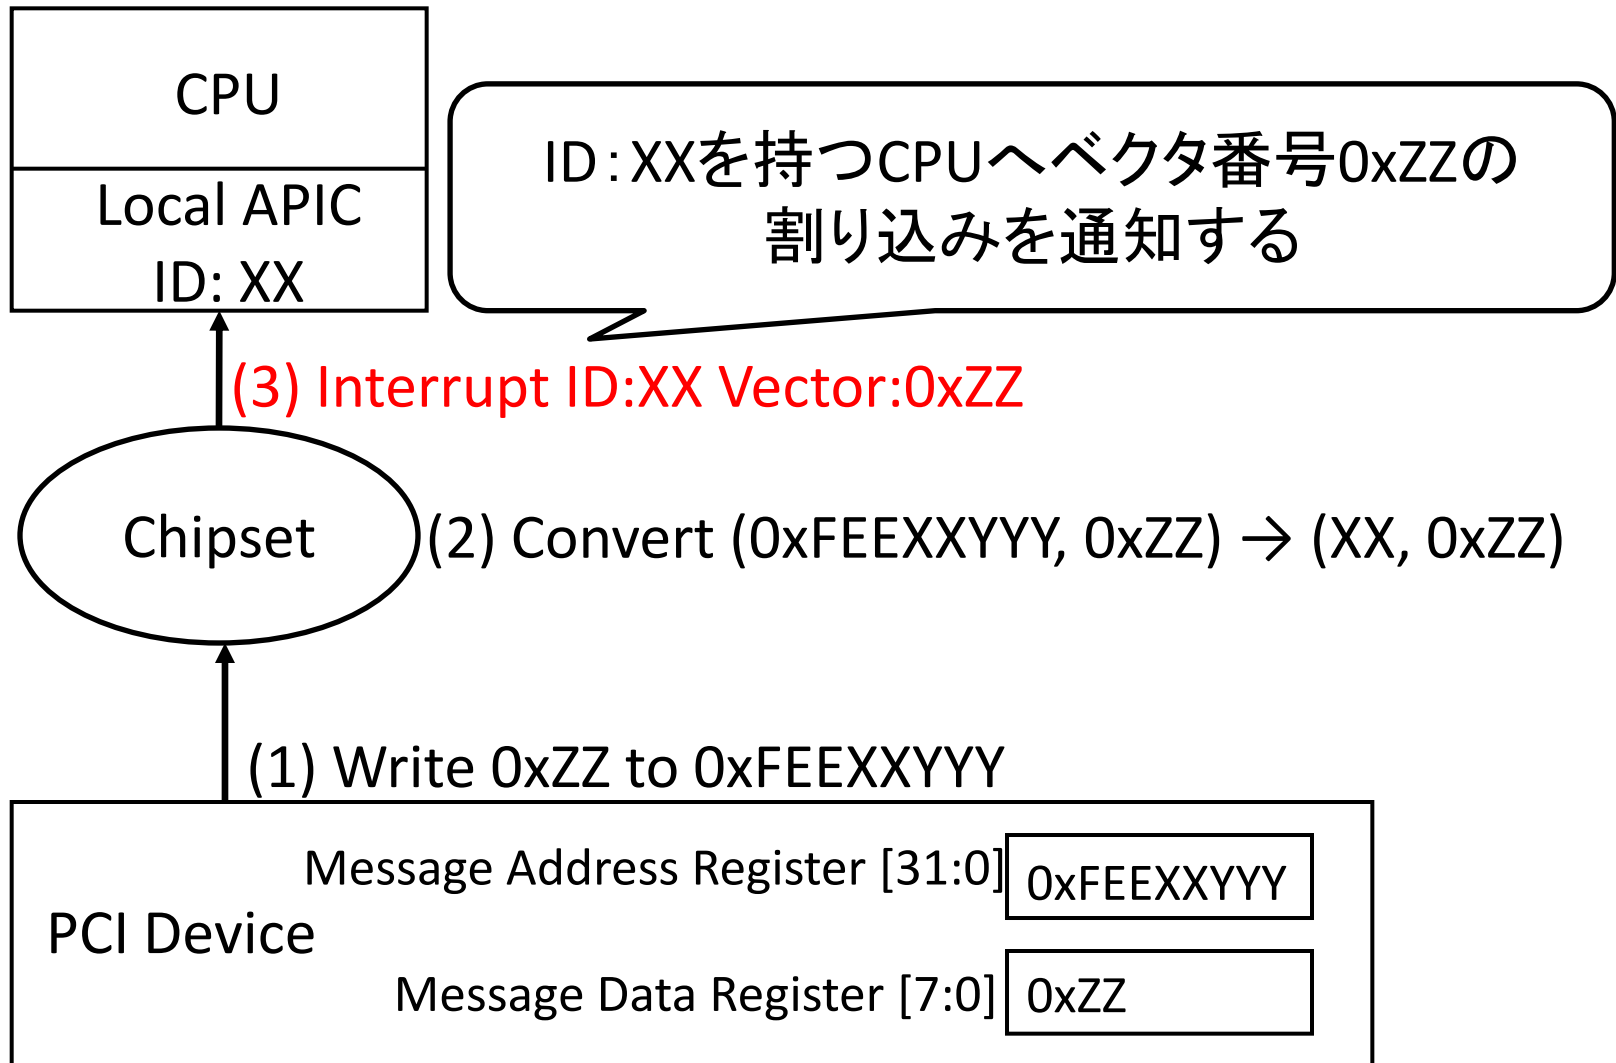 CPU
Local APIC
ID: XX
ID：XXを持つCPUへベクタ番号0xZZの
割り込みを通知する
(3) Interrupt ID:XX Vector:0xZZ
Chipset
(2) Convert (0xFEEXXYYY, 0xZZ) → (XX, 0xZZ)
(1) Write 0xZZ to 0xFEEXXYYY
Message Address Register [31:0]
0xFEEXXYYY
PCI Device
Message Data Register [7:0]
0xZZ